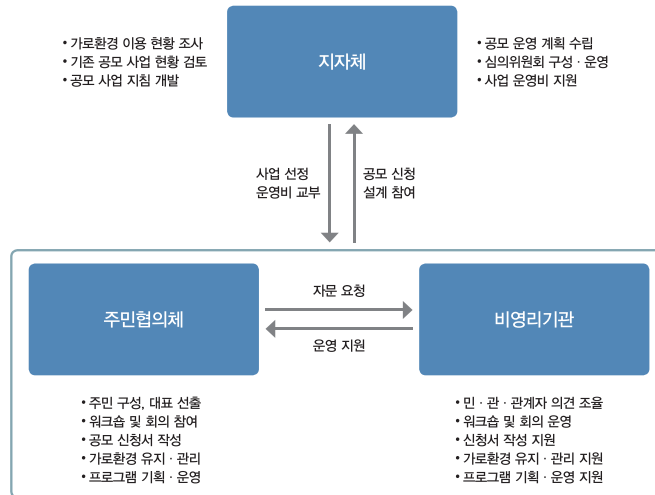 • 가로환경 이용 현황 조사
• 기존 공모 사업 현황 검토
• 공모 사업 지침 개발
지자체
• 공모 운영 계획 수립
• 심의위원회 구성 · 운영
• 사업 운영비 지원
사업 선정
운영비 교부
공모 신청
설계 참여
주민협의체
자문 요청
운영 지원
비영리기관
• 주민 구성, 대표 선출
• 워크숍 및 회의 참여
• 공모 신청서 작성
• 가로환경 유지 · 관리
• 프로그램 기획 · 운영
• 민 · 관 · 관계자 의견 조율
• 워크숍 및 회의 운영
• 신청서 작성 지원
• 가로환경 유지 · 관리 지원
• 프로그램 기획 · 운영 지원